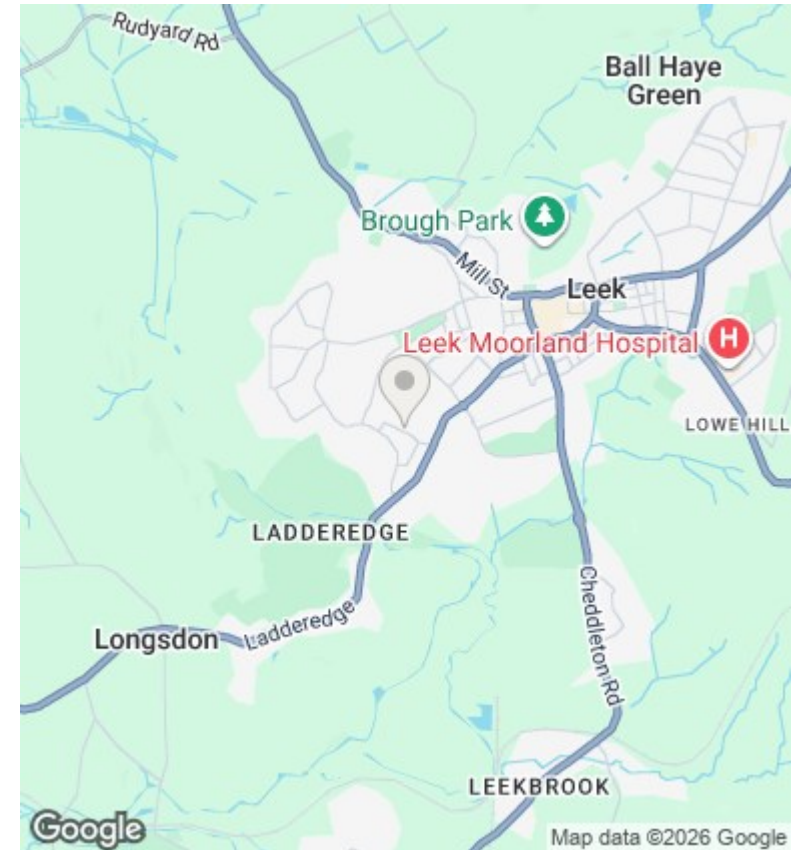 Rudyard Rd
Ball Haye
Green
Brough Park
Mill St
Leek
Leek Moorland Hospital
H
LOWE HILL
LADDEREDGE
Ladderedge
Longsdon
Cheddleton Rd
LEEKBROOK
Google
Map data ©2026 Google